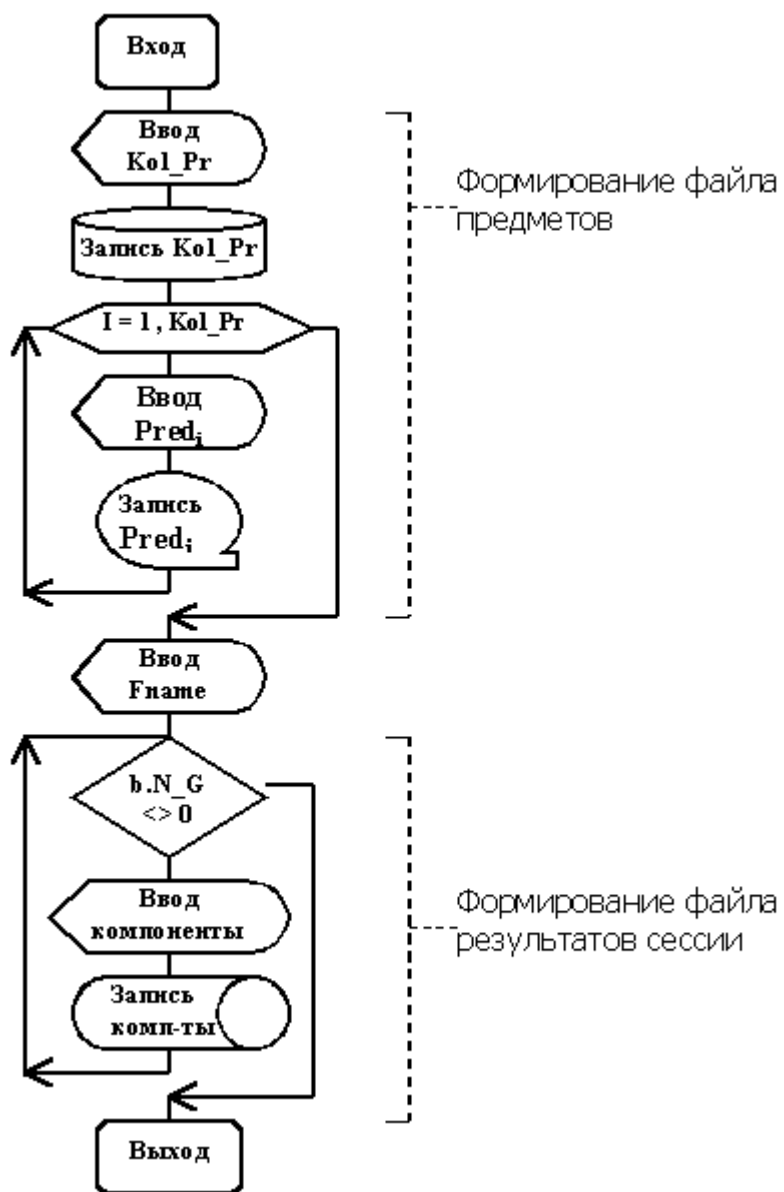 Вход
Ввод
Kol_Pr
Формирование файла
предметов
Запись Kol_Pr
I = 1 , Kol_Pr
Ввод
Pred i
Запись
Pred i
Ввод
Fname
b.N_G
<> 0
Ввод
компоненты
Формирование файла
результатов сессии
Запись
комп-ты
Выход